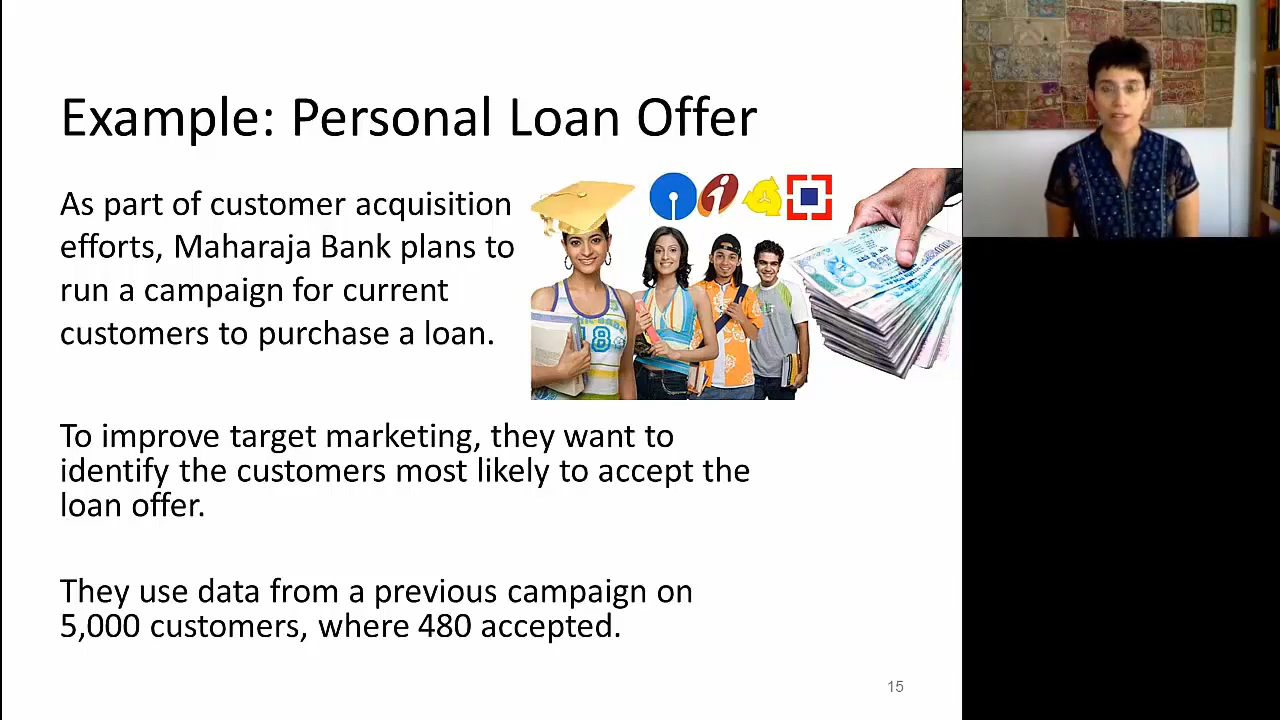 Example: Personal Loan Offer
As part of customer acquisition
efforts, Maharaja Bank plans to
run a campaign for current
customers to purchase a loan.
18
To improve target marketing, they want to
identify the customers most likely to accept the
loan offer.
They use data from a previous campaign on
5,000 customers, where 480 accepted.
15